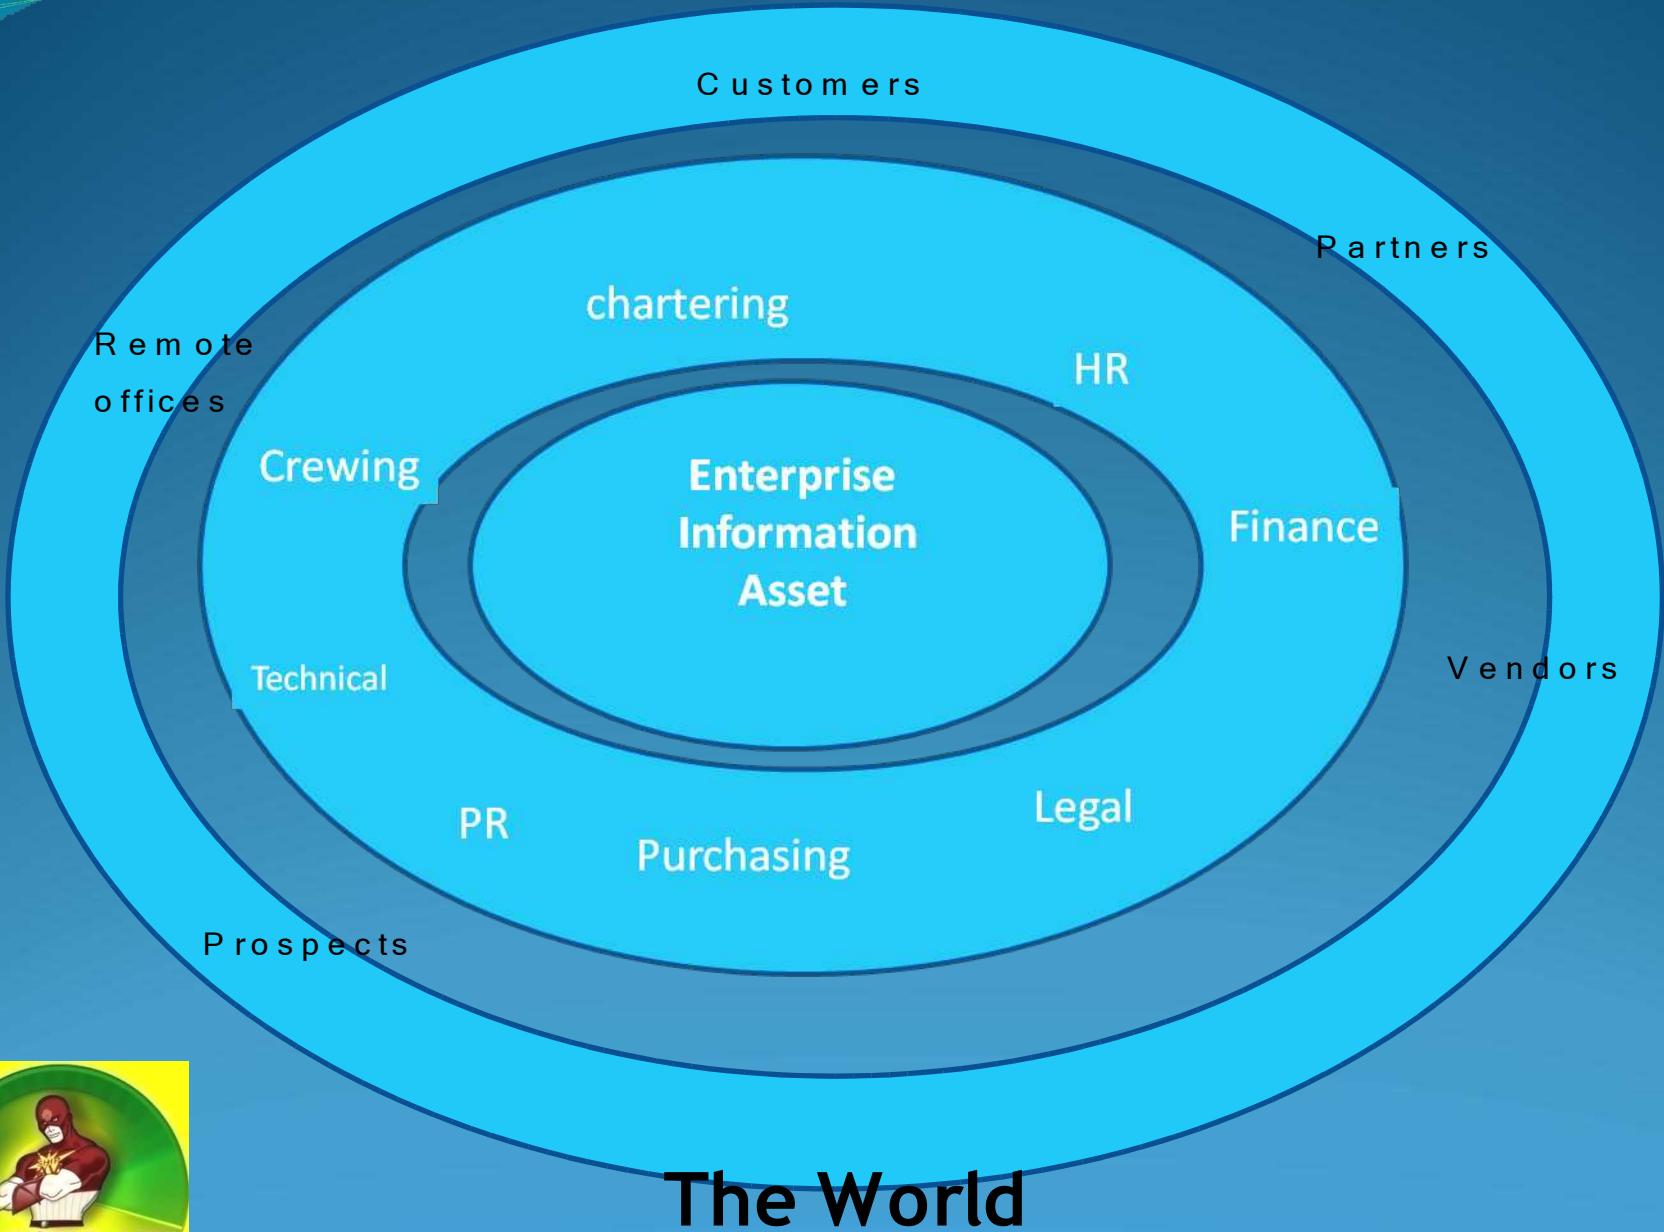 Customers
Partners
chartering
Remote
offices
HR
Crewing
Enterprise
Information
Asset
Finance
Technical
Vendors
PR
Purchasing
Legal
Prospects
The World